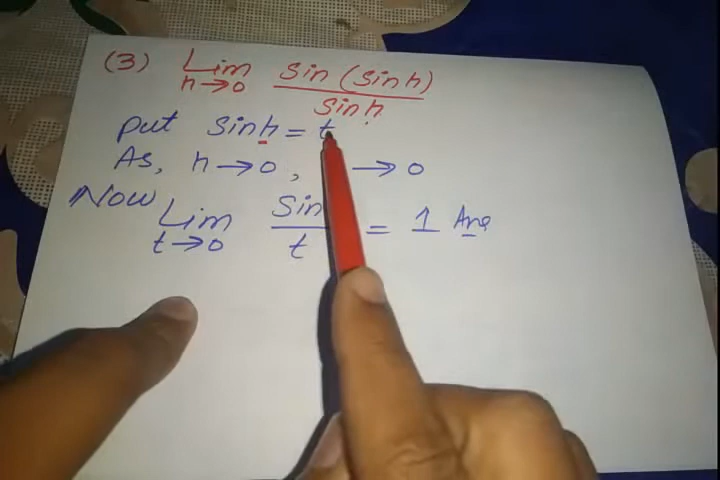 (3) Lim h→0 Sin (Sinh) / Sinh
Put Sinh = t
As, h→0, →0
Now Lim t→0 Sin / t = 1 Ans